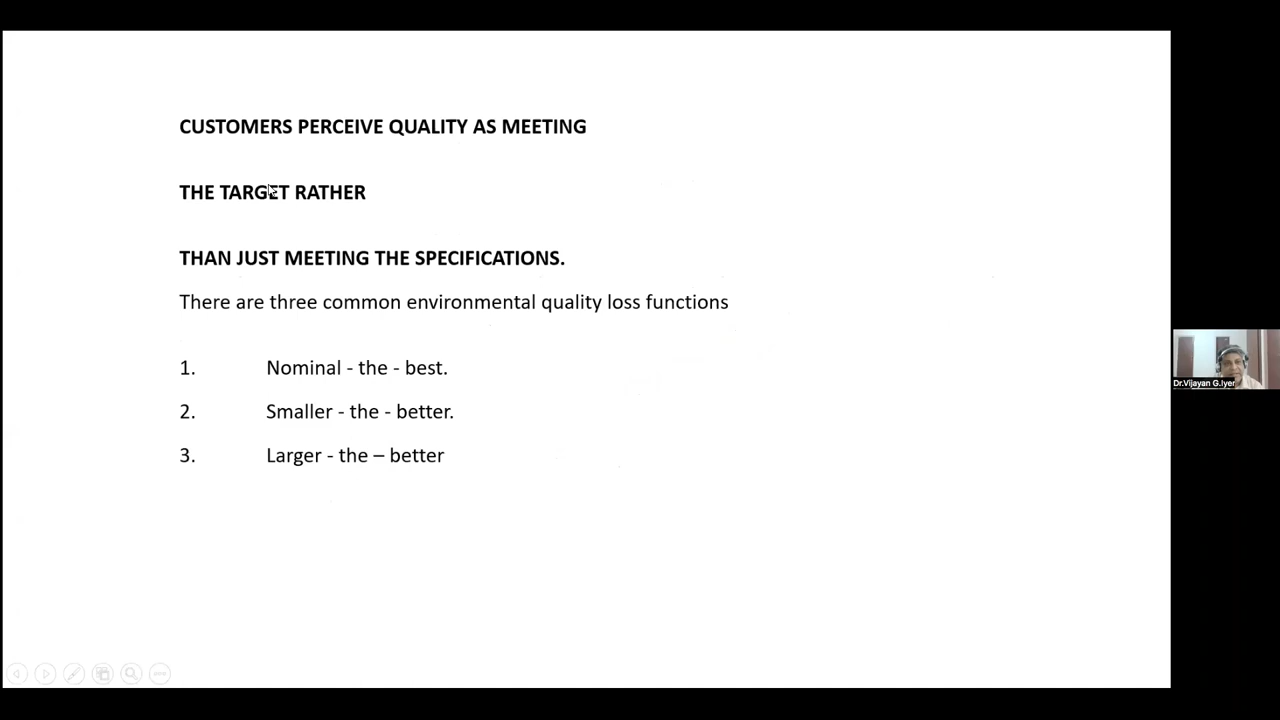 CUSTOMERS PERCEIVE QUALITY AS MEETING
THE TARGET RATHER
THAN JUST MEETING THE SPECIFICATIONS.
There are three common environmental quality loss functions
1. Nominal - the - best.
2. Smaller - the - better.
3. Larger - the – better
Dr.Vijayan G.Iyer